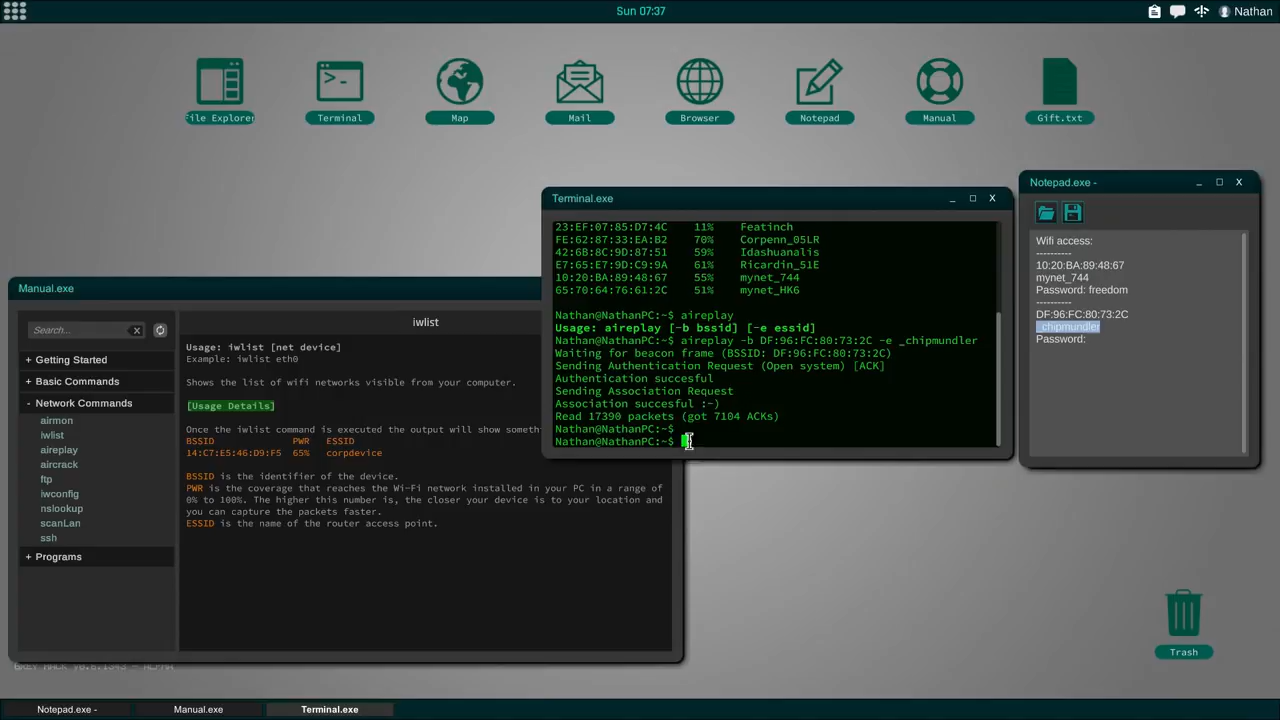 Sun 07:37
Nathan
File Explorer
Terminal
Map
Mail
Browser
Notepad
Manual
Gift.txt
Terminal.exe
23:EF:07:85:D7:4C 11% Featinch
FE:62:87:33:EA:B2 70% Corpenn_05LR
42:6B:8C:9D:87:51 59% Idashuanalis
E7:65:E7:9D:C9:9A 61% Ricardin_51E
10:20:BA:89:48:67 55% mynet_744
65:70:64:76:61:2C 51% mynet_HK6
Nathan@NathanPC:~$ aireplay
Usage: aireplay [-b bssid] [-e essid]
Nathan@NathanPC:~$ aireplay -b DF:96:FC:80:73:2C -e _chipmundler
Waiting for beacon frame (BSSID: DF:96:FC:80:73:2C)
Sending Authentication Request (Open system) [ACK]
Authentication succesful
Sending Association Request
Association succesful :-)
Read 17390 packets (got 7104 ACKs)
Nathan@NathanPC:~$
Nathan@NathanPC:~$
Notepad.exe -
Wifi access:
----------
10:20:BA:89:48:67
mynet_744
Password: freedom
----------
DF:96:FC:80:73:2C
_chipmundler
Password:
Manual.exe
Search...
+ Getting Started
+ Basic Commands
- Network Commands
airmon
iwlist
aireplay
aircrack
ftp
iwconfig
nslookup
scanLan
ssh
+ Programs
iwlist
Usage: iwlist [net device]
Example: iwlist eth0
Shows the list of wifi networks visible from your computer.
[Usage Details]
Once the iwlist command is executed the output will show someth
BSSID PWR ESSID
14:C7:E5:46:D9:F5 65% corpdevice
BSSID is the identifier of the device.
PWR is the coverage that reaches the Wi-Fi network installed in your PC in a range of
0% to 100%. The higher this number is, the closer your device is to your location and
you can capture the packets faster.
ESSID is the name of the router access point.
Trash
Notepad.exe -
Manual.exe
Terminal.exe